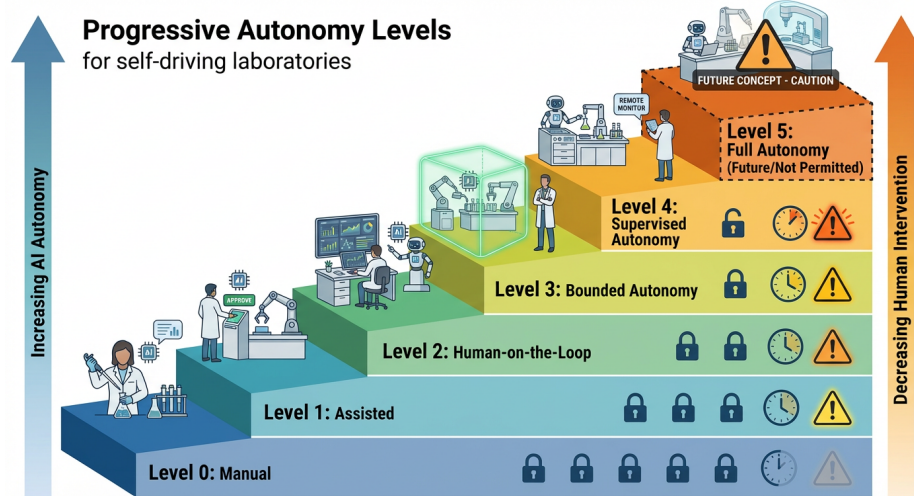 Progressive Autonomy Levels
for self-driving laboratories
Increasing AI Autonomy
Decreasing Human Intervention
FUTURE CONCEPT - CAUTION
Level 5:
Full Autonomy
(Future/Not Permitted)
REMOTE
MONITOR
Level 4:
Supervised
Autonomy
Level 3: Bounded Autonomy
AI
Level 2: Human-on-the-Loop
APPROVE
Level 1: Assisted
AI
Level 0: Manual